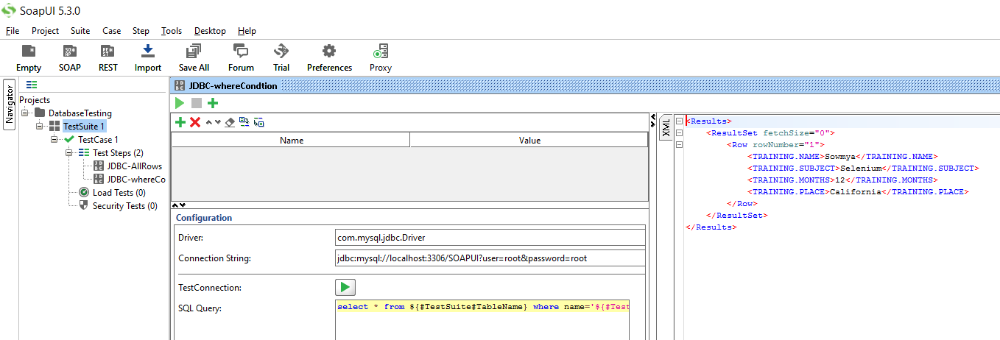 SoapUI 5.3.0
File Project Suite Case Step Tools Desktop Help
Empty SOAP REST Import Save All Forum Trial Preferences Proxy
Navigator
Projects
DatabaseTesting
TestSuite 1
TestCase 1
Test Steps (2)
JDBC-AllRows
JDBC-whereCo
Load Tests (0)
Security Tests (0)
JDBC-whereCondtion
Name Value
Configuration
Driver: com.mysql.jdbc.Driver
Connection String: jdbc:mysql://localhost:3306/SOAPUI?user=root&password=root
TestConnection:
SQL Query: select * from ${#TestSuite#TableName} where name='${#Test
XML
<Results>
<ResultSet fetchSize="0">
<Row rowNumber="1">
<TRAINING.NAME>Sowmya</TRAINING.NAME>
<TRAINING.SUBJECT>Selenium</TRAINING.SUBJECT>
<TRAINING.MONTHS>12</TRAINING.MONTHS>
<TRAINING.PLACE>California</TRAINING.PLACE>
</Row>
</ResultSet>
</Results>